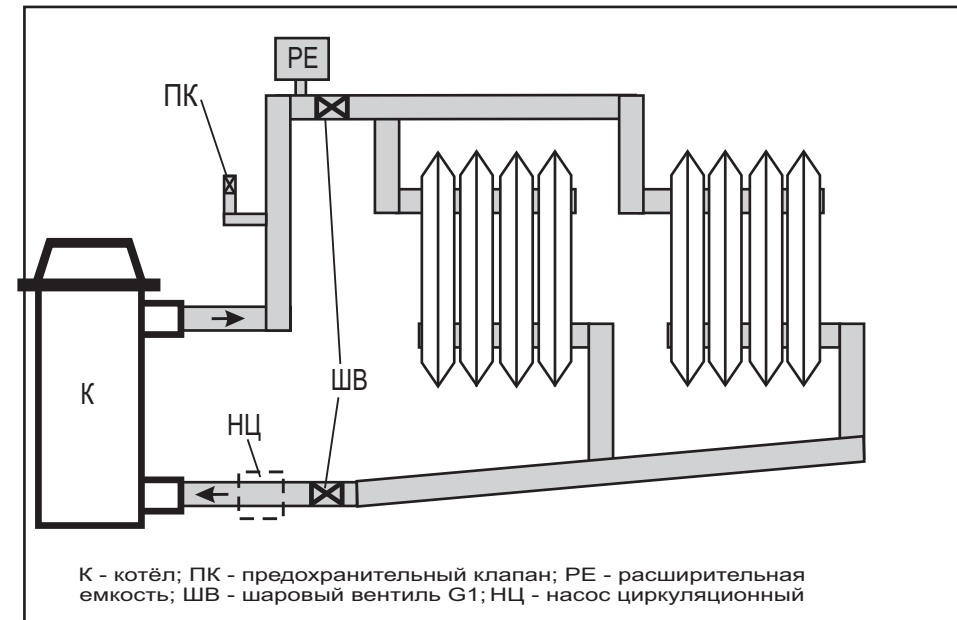 РЕ
ПК
ШВ
К
НЦ
К - котёл; ПК - предохранительный клапан; РЕ - расширительная
емкость; ШВ - шаровый вентиль G1; НЦ - насос циркуляционный